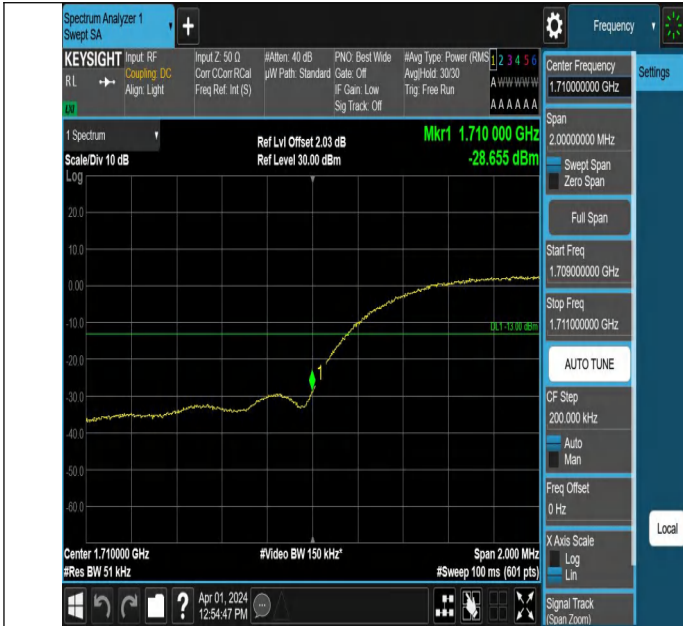 Spectrum Analyzer 1
Swept SA
+
Frequency
KEYSIGHT
RL
Input: RF
Coupling: DC
Align: Light
Input Z: 50 Ω
Corr CCorr RCal
Freq Ref: Int (S)
#Atten: 40 dB
µW Path: Standard
PNO: Best Wide
Gate: Off
IF Gain: Low
Sig Track: Off
#Avg Type: Power (RMS
Avg|Hold: 30/30
Trig: Free Run
1 2 3 4 5 6
A W W W W W
A A A A A A
1 Spectrum
Scale/Div 10 dB
Log
Ref Lvl Offset 2.03 dB
Ref Level 30.00 dBm
Mkr1 1.710 000 GHz
-28.655 dBm
20.0
10.0
0.00
-10.0
DL1 -13.00 dBm
-20.0
1
-30.0
-40.0
-50.0
-60.0
Center 1.710000 GHz
#Video BW 150 kHz*
Span 2.000 MHz
#Res BW 51 kHz
#Sweep 100 ms (601 pts)
?
Apr 01, 2024
12:54:47 PM
Center Frequency
1.710000000 GHz
Span
2.00000000 MHz
Swept Span
Zero Span
Full Span
Start Freq
1.709000000 GHz
Stop Freq
1.711000000 GHz
AUTO TUNE
CF Step
200.000 kHz
Auto
Man
Freq Offset
0 Hz
X Axis Scale
Log
Lin
Signal Track
(Span Zoom)
Settings
Local